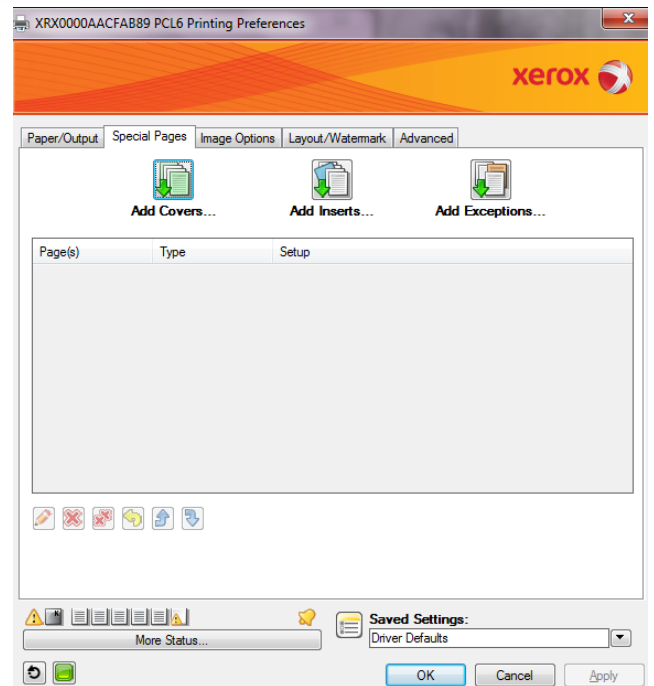 XRX0000AACFAB89 PCL6 Printing Preferences
xerox
Paper/Output Special Pages Image Options Layout/Watermark Advanced
Add Covers... Add Inserts... Add Exceptions...
Page(s) Type Setup
Saved Settings:
More Status... Driver Defaults
OK Cancel Apply